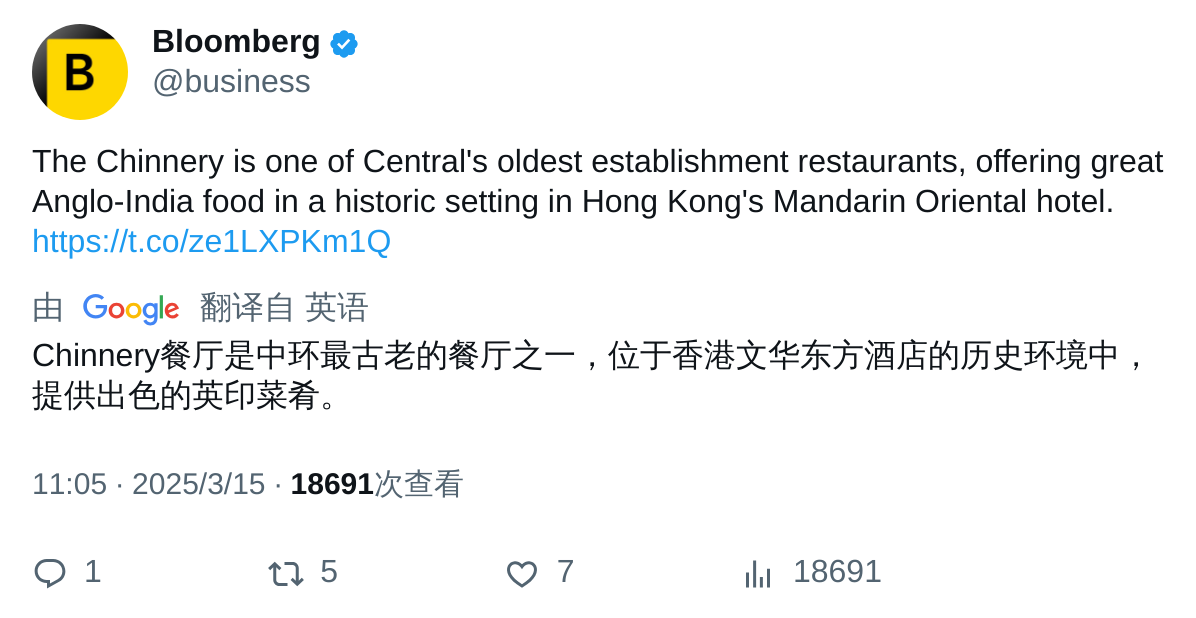 B
Bloomberg
@business
The Chinnery is one of Central's oldest establishment restaurants, offering great
Anglo-India food in a historic setting in Hong Kong's Mandarin Oriental hotel.
https://t.co/ze1LXPKm1Q
由 Google 翻译自 英语
Chinnery餐厅是中环最古老的餐厅之一，位于香港文华东方酒店的历史环境中，
提供出色的英印菜肴。
11:05 · 2025/3/15 · 18691次查看
1 5 7 18691